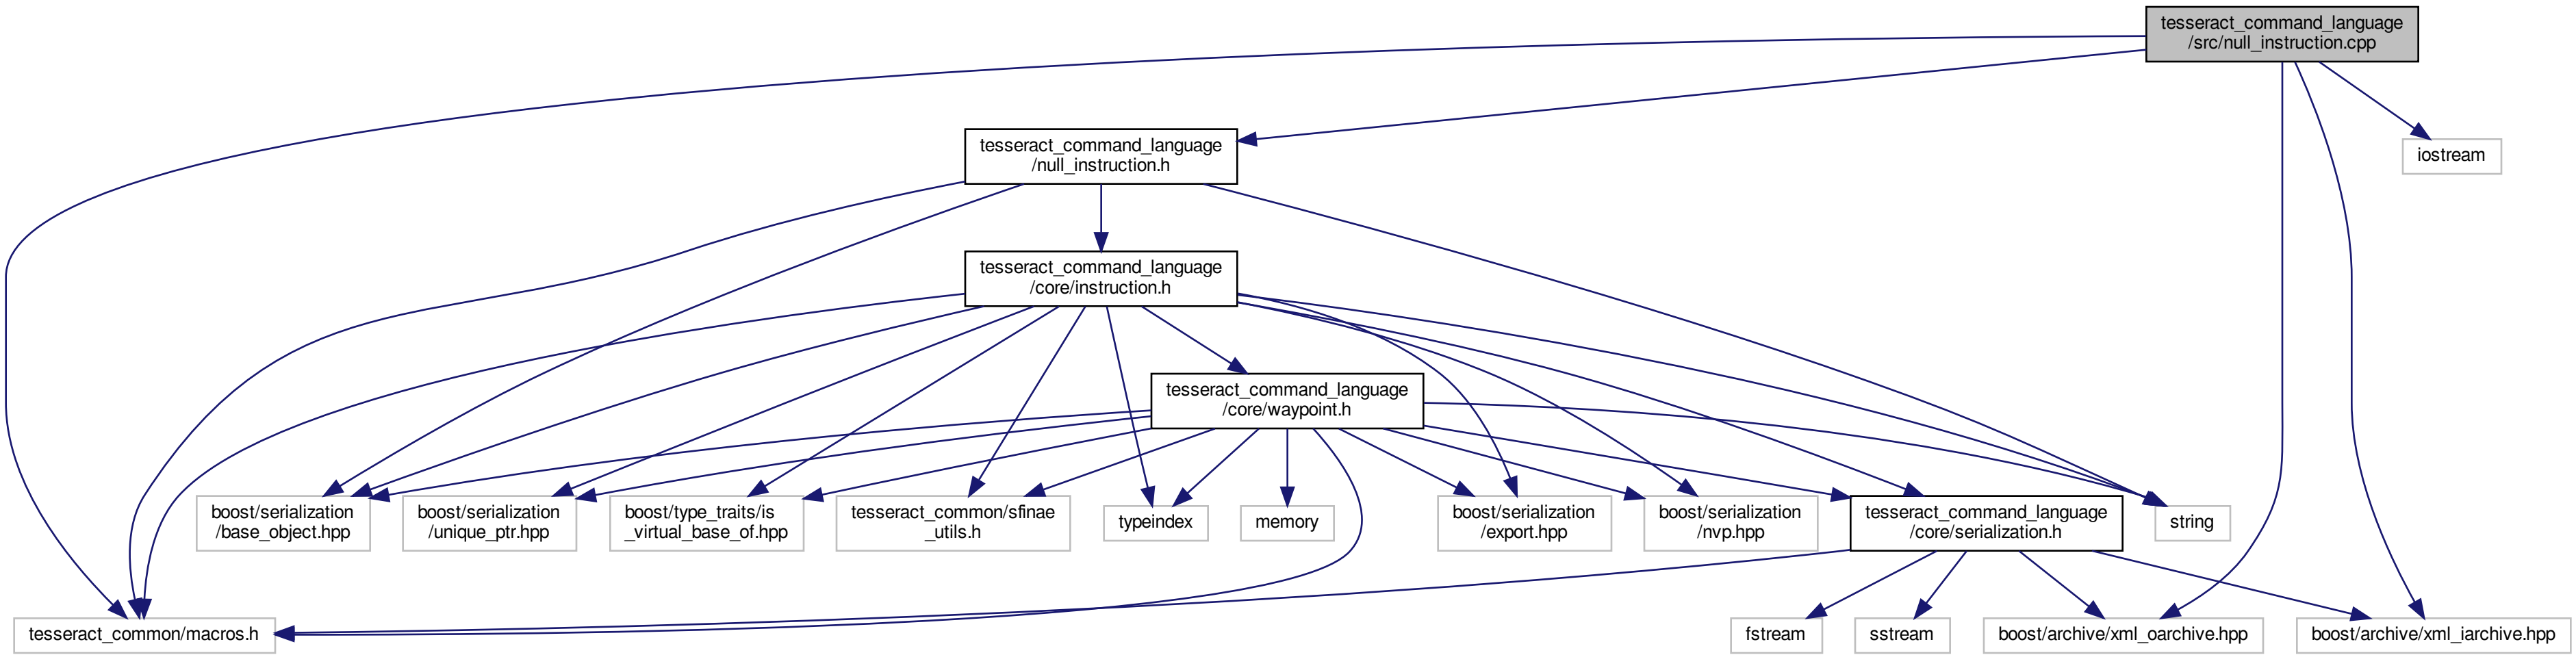 tesseract_command_language
/src/null_instruction.cpp
tesseract_command_language
/null_instruction.h
iostream
tesseract_command_language
/core/instruction.h
tesseract_command_language
/core/waypoint.h
boost/serialization
/base_object.hpp
boost/serialization
/unique_ptr.hpp
boost/type_traits/is
_virtual_base_of.hpp
tesseract_common/sfinae
_utils.h
typeindex
memory
boost/serialization
/export.hpp
boost/serialization
/nvp.hpp
tesseract_command_language
/core/serialization.h
string
tesseract_common/macros.h
fstream
sstream
boost/archive/xml_oarchive.hpp
boost/archive/xml_iarchive.hpp